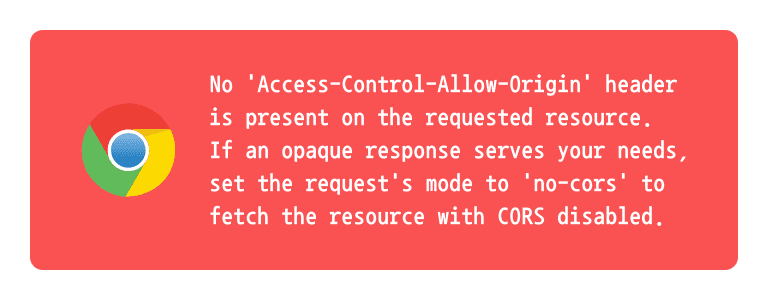 No 'Access-Control-Allow-Origin' header
is present on the requested resource.
If an opaque response serves your needs,
set the request's mode to 'no-cors' to
fetch the resource with CORS disabled.